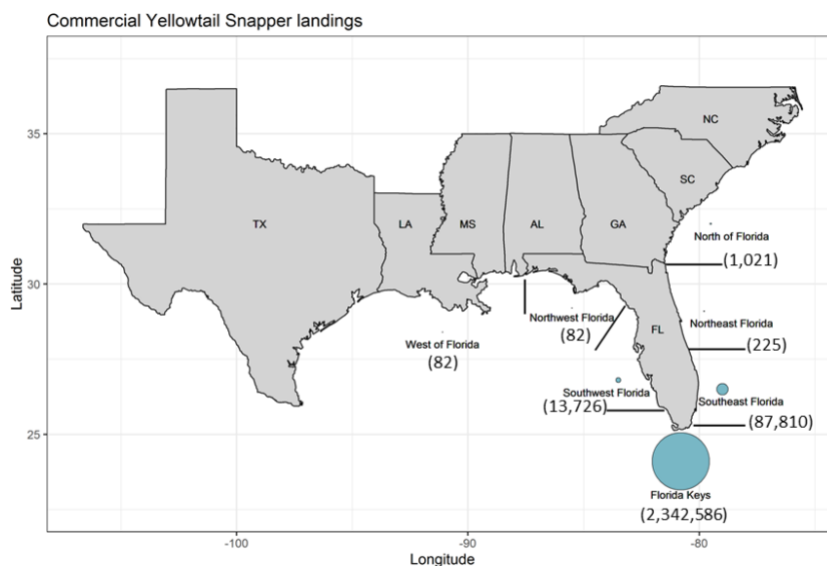 Commercial Yellowtail Snapper landings
35
30
25
Latitude
NC
SC
TX
LA
MS
AL
GA
North of Florida
(1,021)
Northwest Florida
(82)
FL
Northeast Florida
(225)
West of Florida
(82)
Southwest Florida
(13,726)
Southeast Florida
(87,810)
Florida Keys
(2,342,586)
-100
-90
-80
Longitude